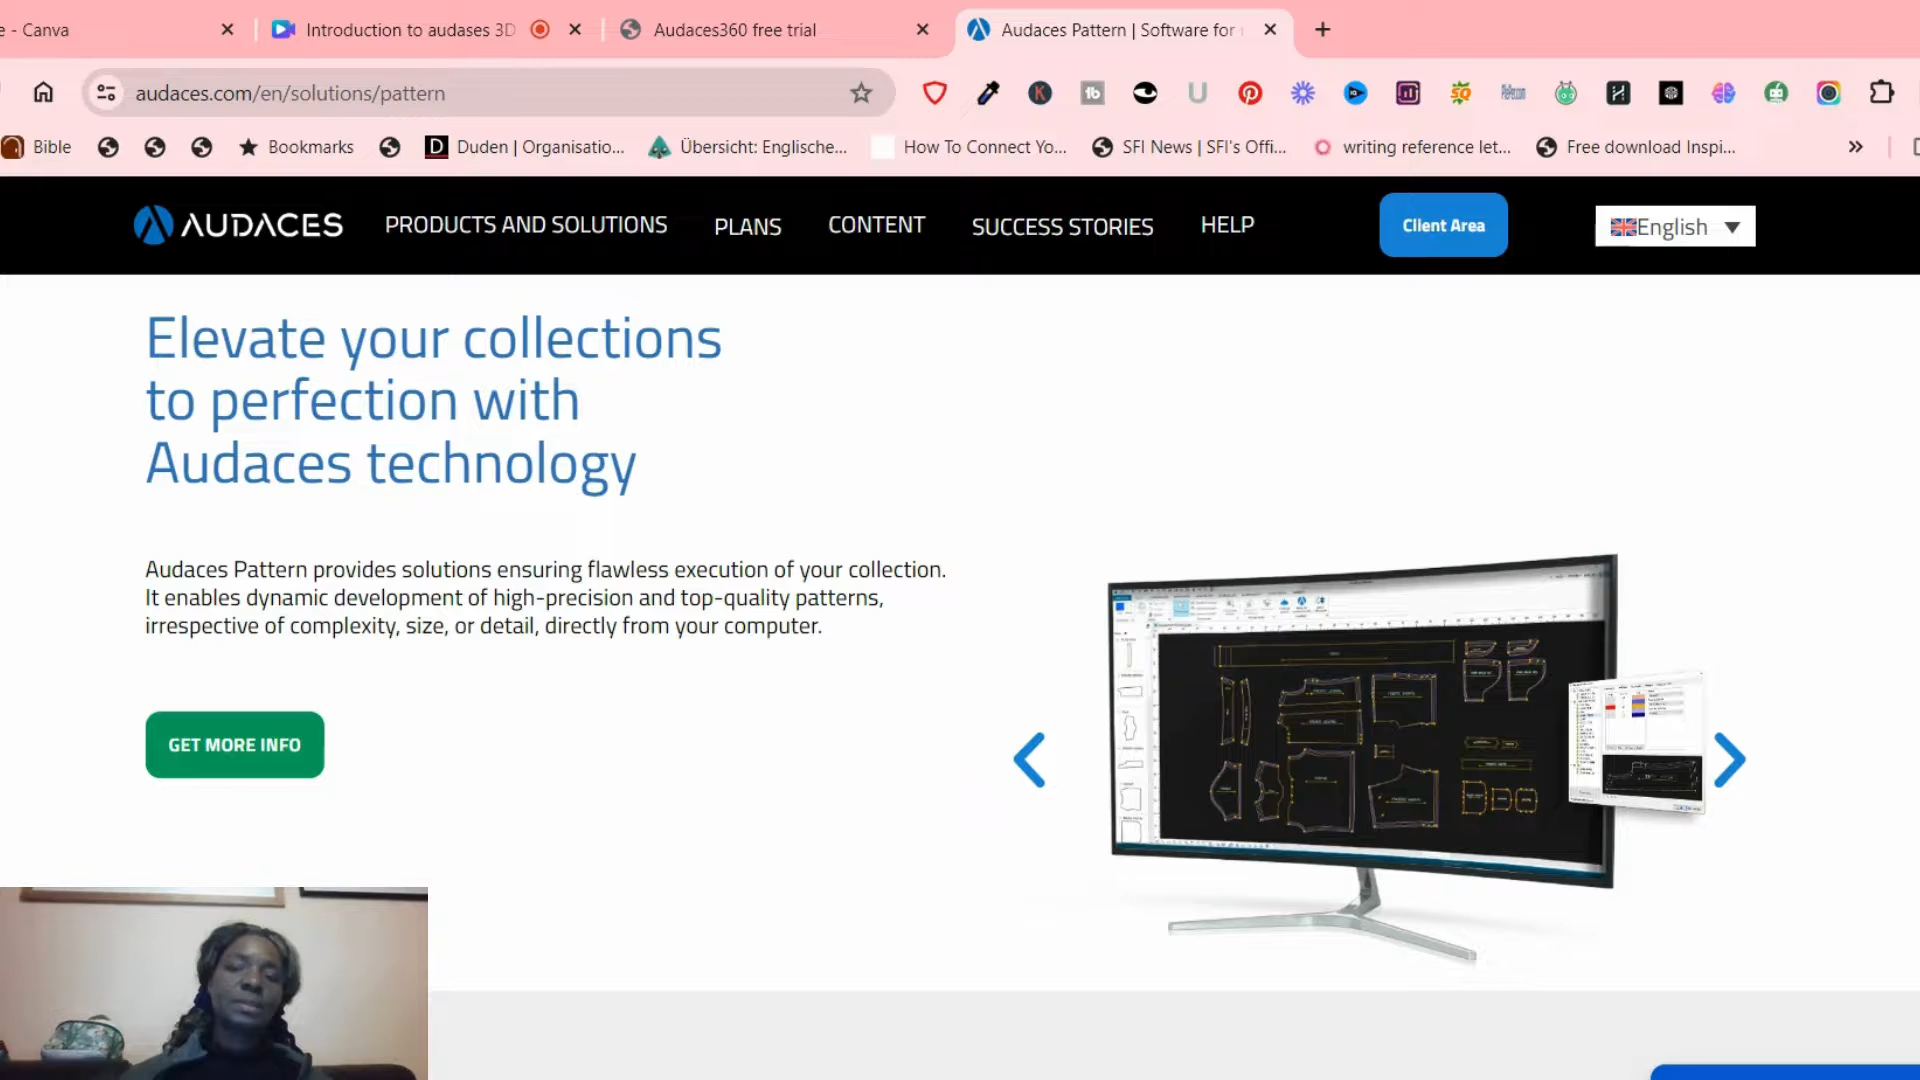 e - Canva
Introduction to audases 3D
Audaces360 free trial
Audaces Pattern | Software for
audaces.com/en/solutions/pattern
Bible
Bookmarks
Duden | Organisatio...
Übersicht: Englische...
How To Connect Yo...
SFI News | SFI's Offi...
writing reference let...
Free download Inspi...
AUDACES
PRODUCTS AND SOLUTIONS
PLANS
CONTENT
SUCCESS STORIES
HELP
Client Area
English
Elevate your collections
to perfection with
Audaces technology
Audaces Pattern provides solutions ensuring flawless execution of your collection.
It enables dynamic development of high-precision and top-quality patterns,
irrespective of complexity, size, or detail, directly from your computer.
GET MORE INFO